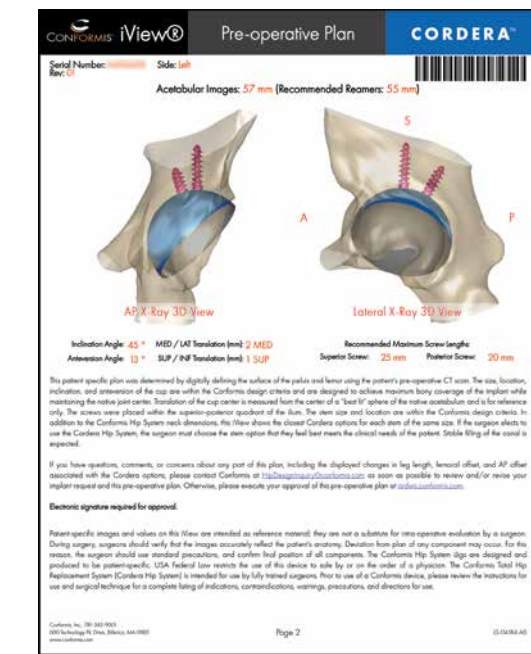 CONFORMIS iView® Pre-operative Plan CORDERA™
Serial Number: Side: Left
Rev: 01
Acetabular Images: 57 mm (Recommended Reamers: 55 mm)
S
A P
AP X-Ray 3D View Lateral X-Ray 3D View
Inclination Angle: 45 ° MED / LAT Translation (mm): 2 MED Recommended Maximum Screw Lengths:
Anteversion Angle: 13 ° SUP / INF Translation (mm): 1 SUP Superior Screw: 25 mm Posterior Screw: 20 mm
This patient specific plan was determined by digitally defining the surface of the pelvis and femur using the patient's pre-operative CT scan. The size, location,
inclination, and anteversion of the cup are within the Conformis design criteria and are designed to achieve maximum bony coverage of the implant while
maintaining the native joint center. Translation of the cup center is measured from the center of a "best fit" sphere of the native acetabulum and is for reference
only. The screws were placed within the superior-posterior quadrant of the ilium. The stem size and location are within the Conformis design criteria. In
addition to the Conformis Hip System neck dimensions, this iView shows the closest Cordera options for each stem of the same size. If the surgeon elects to
use the Cordera Hip System, the surgeon must choose the stem option that they feel best meets the clinical needs of the patient. Stable filling of the canal is
expected.
If you have questions, comments, or concerns about any part of this plan, including the displayed changes in leg length, femoral offset, and AP offset
associated with the Cordera options, please contact Conformis at HipDesignInquiry@conformis.com as soon as possible to review and/or revise your
implant request and this pre-operative plan. Otherwise, please execute your approval of this pre-operative plan at orders.conformis.com.
Electronic signature required for approval.
Patient-specific images and values on this iView are intended as reference material; they are not a substitute for intra-operative evaluation by a surgeon.
During surgery, surgeons should verify that the images accurately reflect the patient's anatomy. Deviation from plan of any component may occur. For this
reason, the surgeon should use standard precautions, and confirm final position of all components. The Conformis Hip System iJigs are designed and
produced to be patient-specific. USA Federal Law restricts the use of this device to sale by or on the order of a physician. The Conformis Total Hip
Replacement System (Cordera Hip System) is intended for use by fully trained surgeons. Prior to use of a Conformis device, please review the instructions for
use and surgical technique for a complete listing of indications, contraindications, warnings, precautions, and directions for use.
Conformis, Inc., 781-345-9001
600 Technology Park Drive, Billerica, MA 01821
www.conformis.com
Page 2